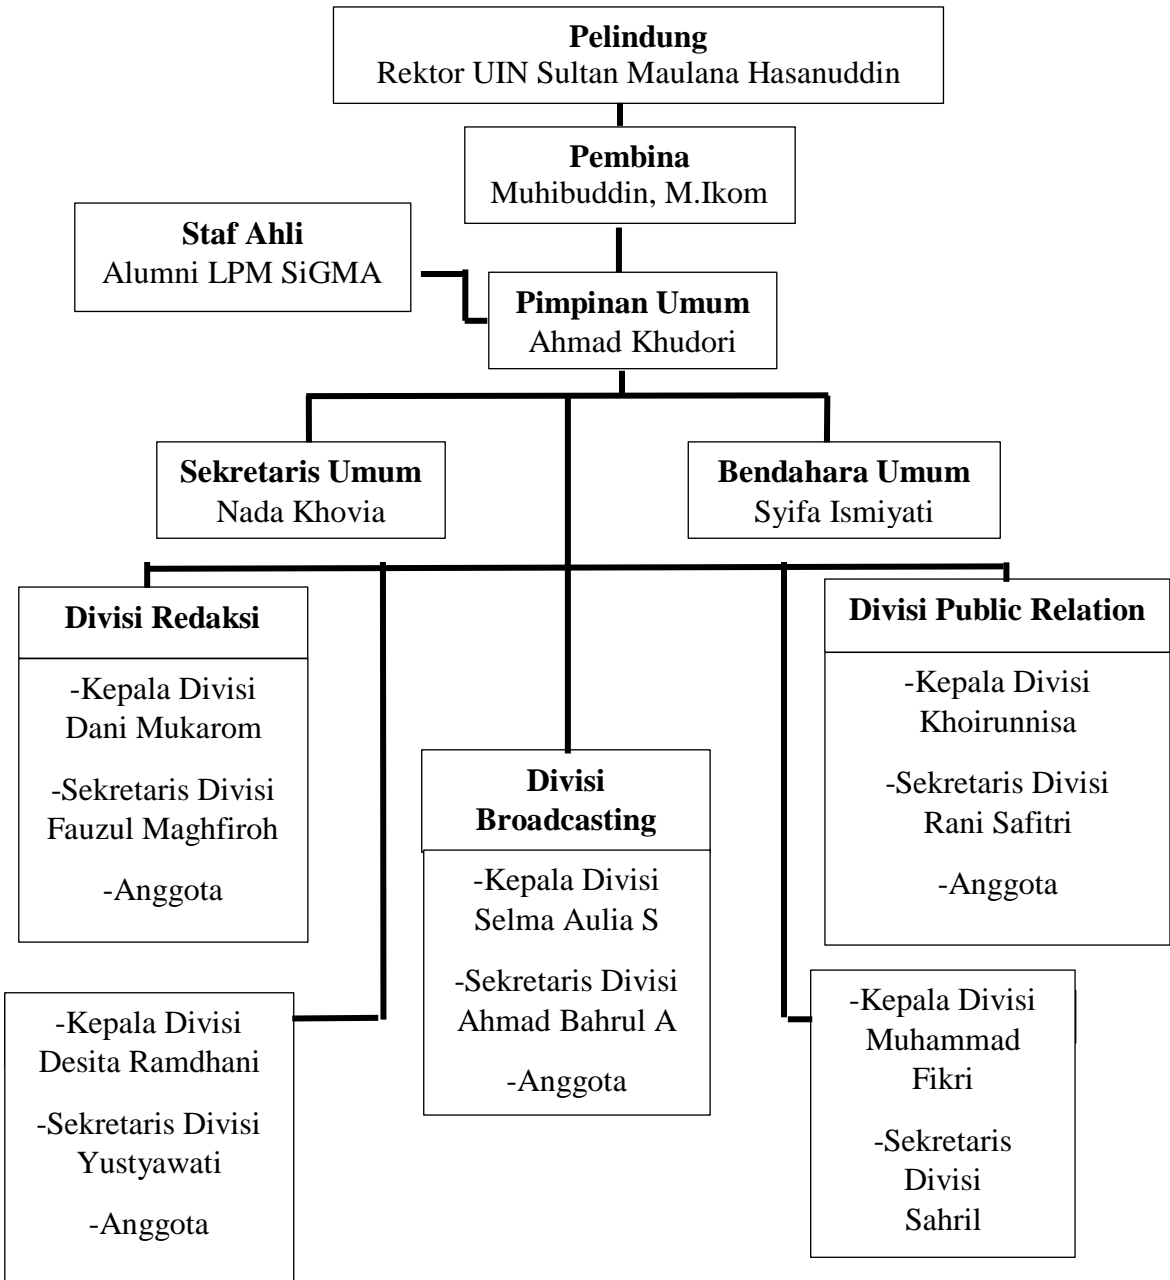 Pelindung
Rektor UIN Sultan Maulana Hasanuddin
Pembina
Muhibuddin, M.Ikom
Staf Ahli
Alumni LPM SiGMA
Pimpinan Umum
Ahmad Khudori
Sekretaris Umum
Nada Khovia
Bendahara Umum
Syifa Ismiyati
Divisi Redaksi
-Kepala Divisi
Dani Mukarom
-Sekretaris Divisi
Fauzul Maghfiroh
-Anggota
Divisi Public Relation
-Kepala Divisi
Khoirunnisa
-Sekretaris Divisi
Rani Safitri
-Anggota
Divisi
Broadcasting
-Kepala Divisi
Selma Aulia S
-Sekretaris Divisi
Ahmad Bahrul A
-Anggota
-Kepala Divisi
Desita Ramdhani
-Sekretaris Divisi
Yustyawati
-Anggota
-Kepala Divisi
Muhammad
Fikri
-Sekretaris
Divisi
Sahril